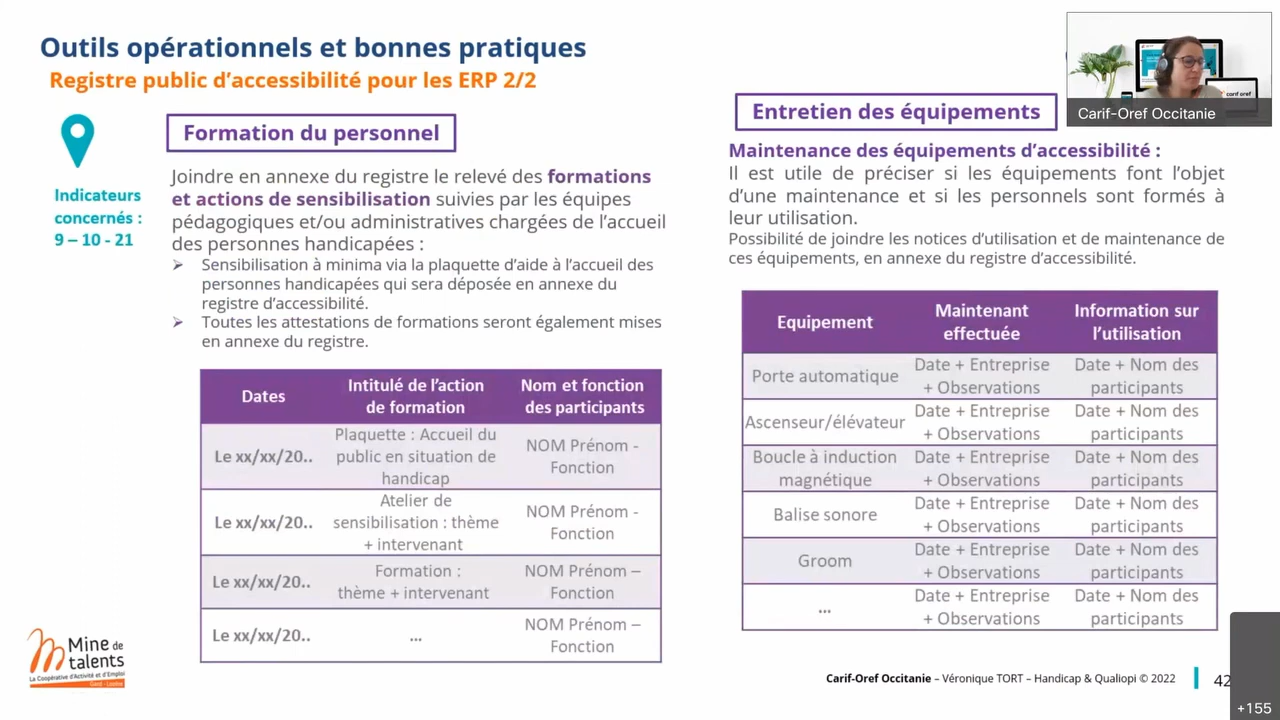 Outils opérationnels et bonnes pratiques
Registre public d’accessibilité pour les ERP 2/2
Carif-Oref Occitanie
Indicateurs
concernés :
9 – 10 - 21
Formation du personnel
Joindre en annexe du registre le relevé des formations
et actions de sensibilisation suivies par les équipes
pédagogiques et/ou administratives chargées de l’accueil
des personnes handicapées :
➢ Sensibilisation à minima via la plaquette d’aide à l’accueil des
personnes handicapées qui sera déposée en annexe du
registre d’accessibilité.
➢ Toutes les attestations de formations seront également mises
en annexe du registre.
Dates
Intitulé de l’action
de formation
Nom et fonction
des participants
Le xx/xx/20..
Plaquette : Accueil du
public en situation de
handicap
NOM Prénom -
Fonction
Le xx/xx/20..
Atelier de
sensibilisation : thème
+ intervenant
NOM Prénom -
Fonction
Le xx/xx/20..
Formation :
thème + intervenant
NOM Prénom –
Fonction
Le xx/xx/20..
...
NOM Prénom –
Fonction
Entretien des équipements
Maintenance des équipements d’accessibilité :
Il est utile de préciser si les équipements font l’objet
d’une maintenance et si les personnels sont formés à
leur utilisation.
Possibilité de joindre les notices d’utilisation et de maintenance de
ces équipements, en annexe du registre d’accessibilité.
Equipement
Maintenant
effectuée
Information sur
l’utilisation
Porte automatique
Date + Entreprise
+ Observations
Date + Nom des
participants
Ascenseur/élévateur
Date + Entreprise
+ Observations
Date + Nom des
participants
Boucle à induction
magnétique
Date + Entreprise
+ Observations
Date + Nom des
participants
Balise sonore
Date + Entreprise
+ Observations
Date + Nom des
participants
Groom
Date + Entreprise
+ Observations
Date + Nom des
participants
...
Date + Entreprise
+ Observations
Date + Nom des
participants
Mine de
talents
La Coopérative d’Activité et d’Emploi
Gard - Lozère
Carif-Oref Occitanie – Véronique TORT – Handicap & Qualiopi © 2022
42
+155
carif oref